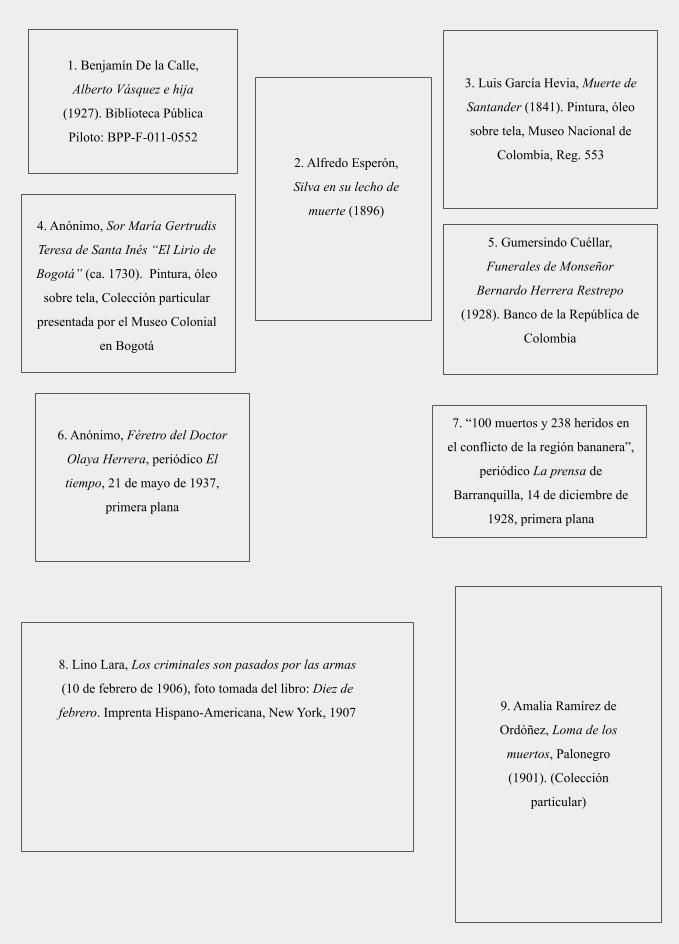 1. Benjamín De la Calle,
Alberto Vásquez e hija
(1927). Biblioteca Pública
Piloto: BPP-F-011-0552
2. Alfredo Esperón,
Silva en su lecho de
muerte (1896)
3. Luis García Hevia, Muerte de
Santander (1841). Pintura, óleo
sobre tela, Museo Nacional de
Colombia, Reg. 553
4. Anónimo, Sor María Gertrudis
Teresa de Santa Inés “El Lirio de
Bogotá” (ca. 1730). Pintura, óleo
sobre tela, Colección particular
presentada por el Museo Colonial
en Bogotá
5. Gumersindo Cuéllar,
Funerales de Monseñor
Bernardo Herrera Restrepo
(1928). Banco de la República de
Colombia
6. Anónimo, Féretro del Doctor
Olaya Herrera, periódico El
tiempo, 21 de mayo de 1937,
primera plana
7. “100 muertos y 238 heridos en
el conflicto de la región bananera”,
periódico La prensa de
Barranquilla, 14 de diciembre de
1928, primera plana
8. Lino Lara, Los criminales son pasados por las armas
(10 de febrero de 1906), foto tomada del libro: Diez de
febrero. Imprenta Hispano-Americana, New York, 1907
9. Amalia Ramírez de
Ordóñez, Loma de los
muertos, Palonegro
(1901). (Colección
particular)